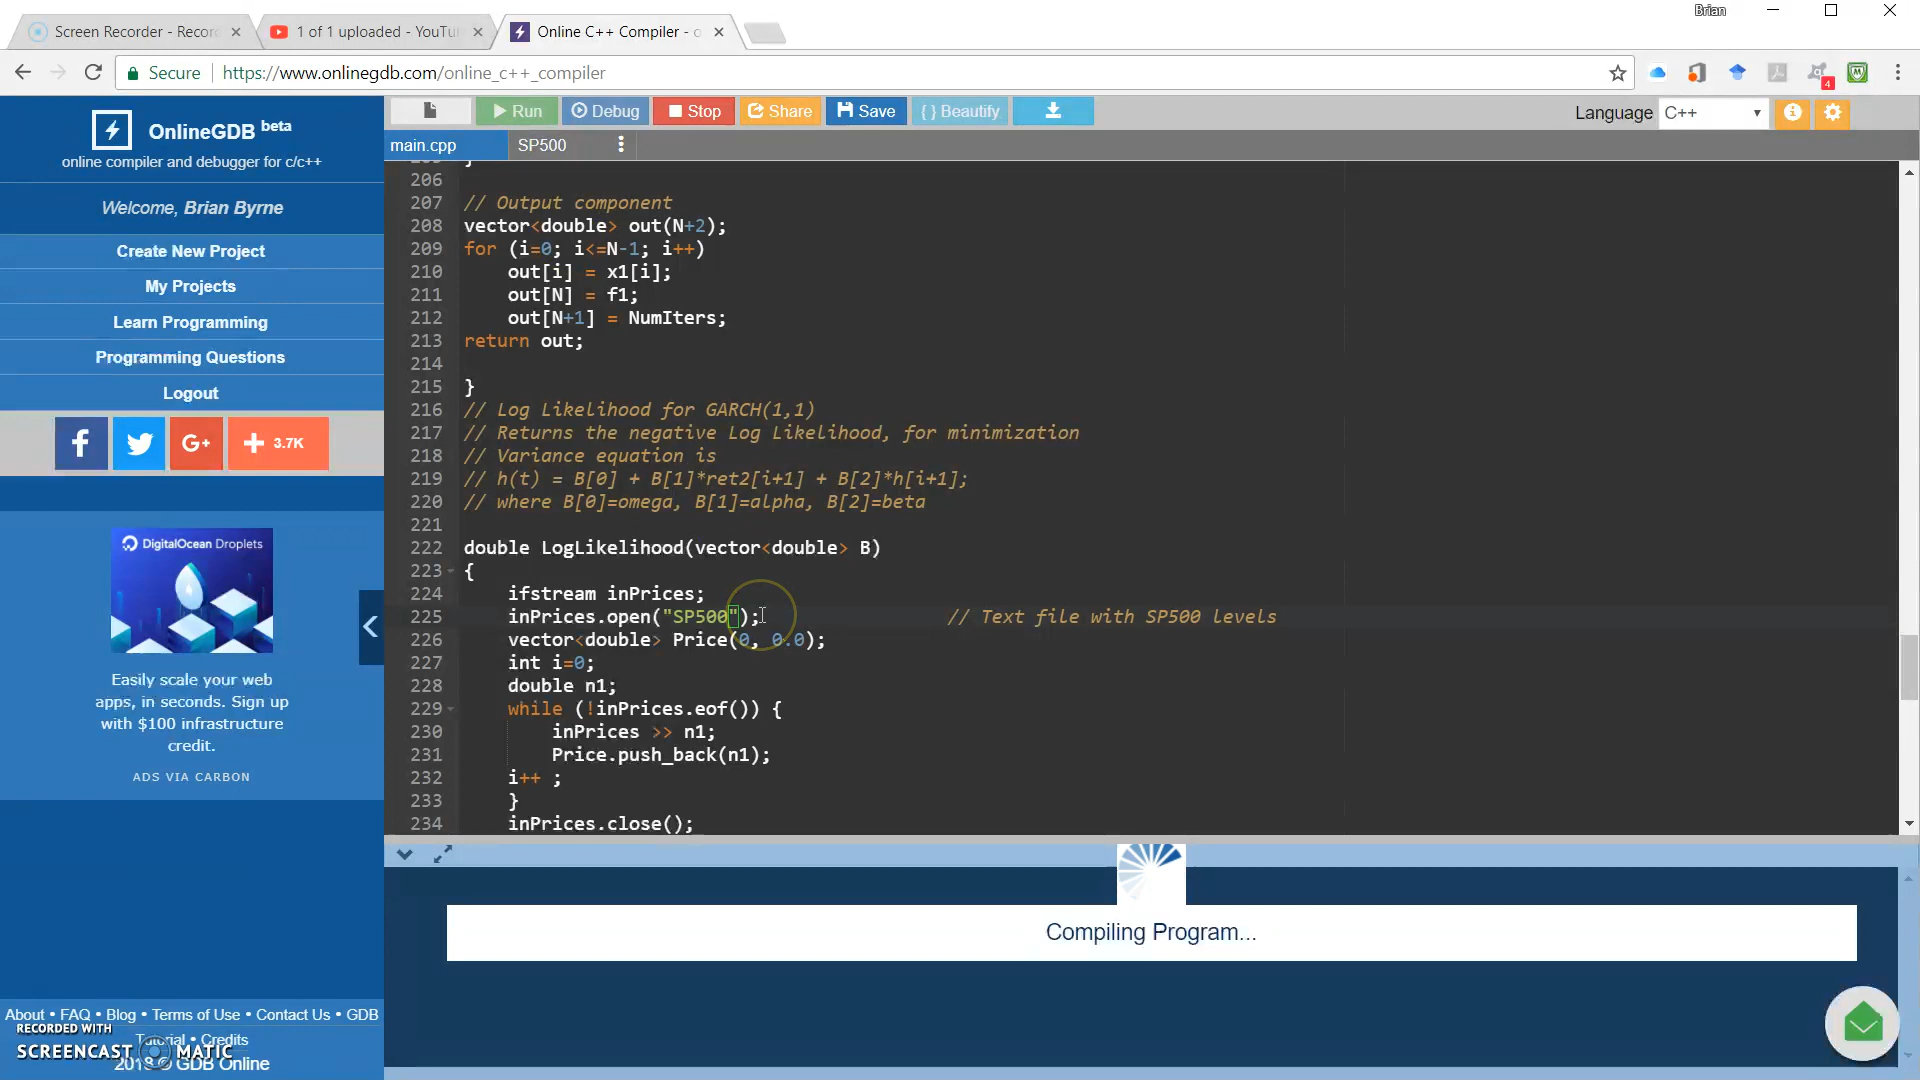 Brian
Screen Recorder - Recor
1 of 1 uploaded - YouTu
Online C++ Compiler - o
Secure
https://www.onlinegdb.com/online_c++_compiler
4
OnlineGDB beta
online compiler and debugger for c/c++
Welcome, Brian Byrne
Create New Project
My Projects
Learn Programming
Programming Questions
Logout
3.7K
DigitalOcean Droplets
Easily scale your web
apps, in seconds. Sign up
with $100 infrastructure
credit.
ADS VIA CARBON
About • FAQ • Blog • Terms of Use • Contact Us • GDB
Tutorial • Credits
2018 © GDB Online
RECORDED WITH
SCREENCAST MATIC
Run
Debug
Stop
Share
Save
{ } Beautify
Language C++
main.cpp
SP500
206
207 // Output component
208 vector<double> out(N+2);
209 for (i=0; i<=N-1; i++)
210 out[i] = x1[i];
211 out[N] = f1;
212 out[N+1] = NumIters;
213 return out;
214
215 }
216 // Log Likelihood for GARCH(1,1)
217 // Returns the negative Log Likelihood, for minimization
218 // Variance equation is
219 // h(t) = B[0] + B[1]*ret2[i+1] + B[2]*h[i+1];
220 // where B[0]=omega, B[1]=alpha, B[2]=beta
221
222 double LogLikelihood(vector<double> B)
223 {
224 ifstream inPrices;
225 inPrices.open("SP500"); // Text file with SP500 levels
226 vector<double> Price(0, 0.0);
227 int i=0;
228 double n1;
229 while (!inPrices.eof()) {
230 inPrices >> n1;
231 Price.push_back(n1);
232 i++ ;
233 }
234 inPrices.close();
Compiling Program...